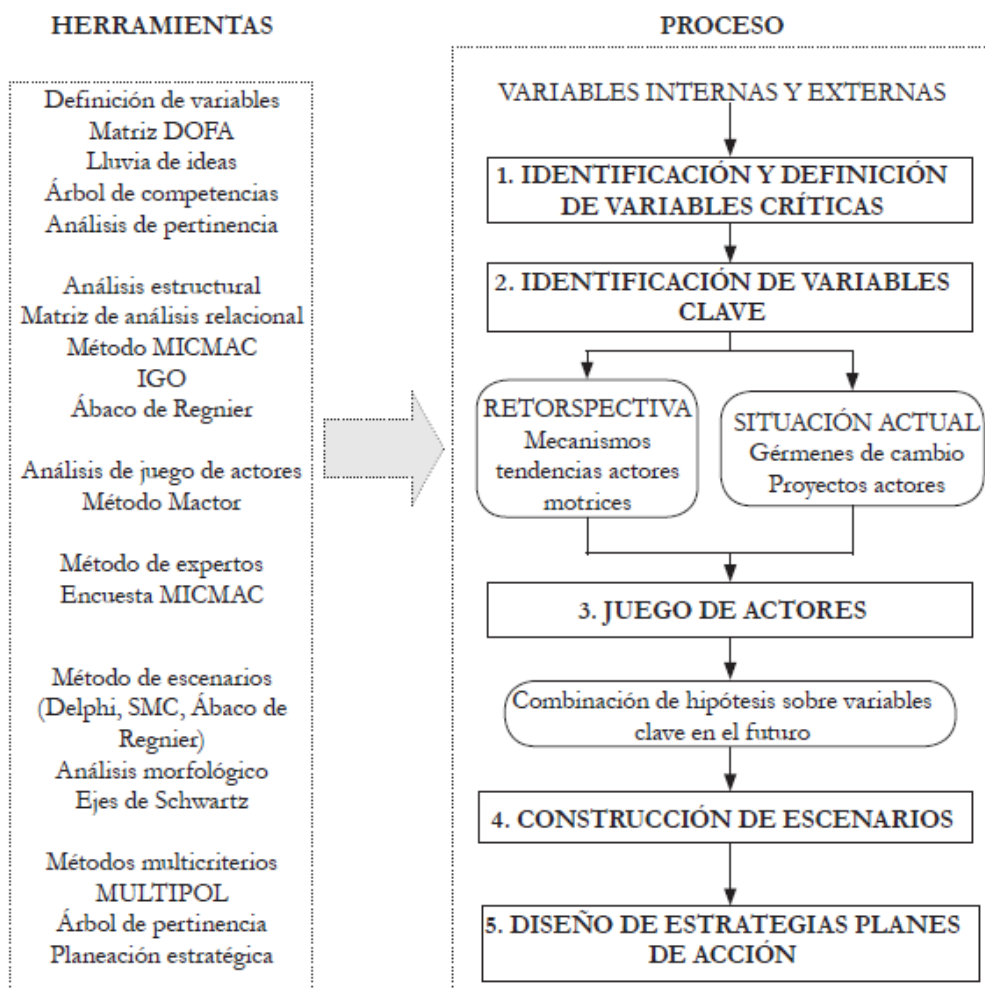 HERRAMIENTAS
Definición de variables
Matriz DOFA
Lluvia de ideas
Árbol de competencias
Análisis de pertinencia
Análisis estructural
Matriz de análisis relacional
Método MICMAC
IGO
Ábaco de Regnier
Análisis de juego de actores
Método Mactor
Método de expertos
Encuesta MICMAC
Método de escenarios
(Delphi, SMC, Ábaco de
Regnier)
Análisis morfológico
Ejes de Schwartz
Métodos multicriterios
MULTIPOL
Árbol de pertinencia
Planeación estratégica
PROCESO
VARIABLES INTERNAS Y EXTERNAS
1. IDENTIFICACIÓN Y DEFINICIÓN
DE VARIABLES CRÍTICAS
2. IDENTIFICACIÓN DE VARIABLES
CLAVE
RETORSPECTIVA
Mecanismos
tendencias actores
motrices
SITUACIÓN ACTUAL
Gérmenes de cambio
Proyectos actores
3. JUEGO DE ACTORES
Combinación de hipótesis sobre variables
clave en el futuro
4. CONSTRUCCIÓN DE ESCENARIOS
5. DISEÑO DE ESTRATEGIAS PLANES
DE ACCIÓN